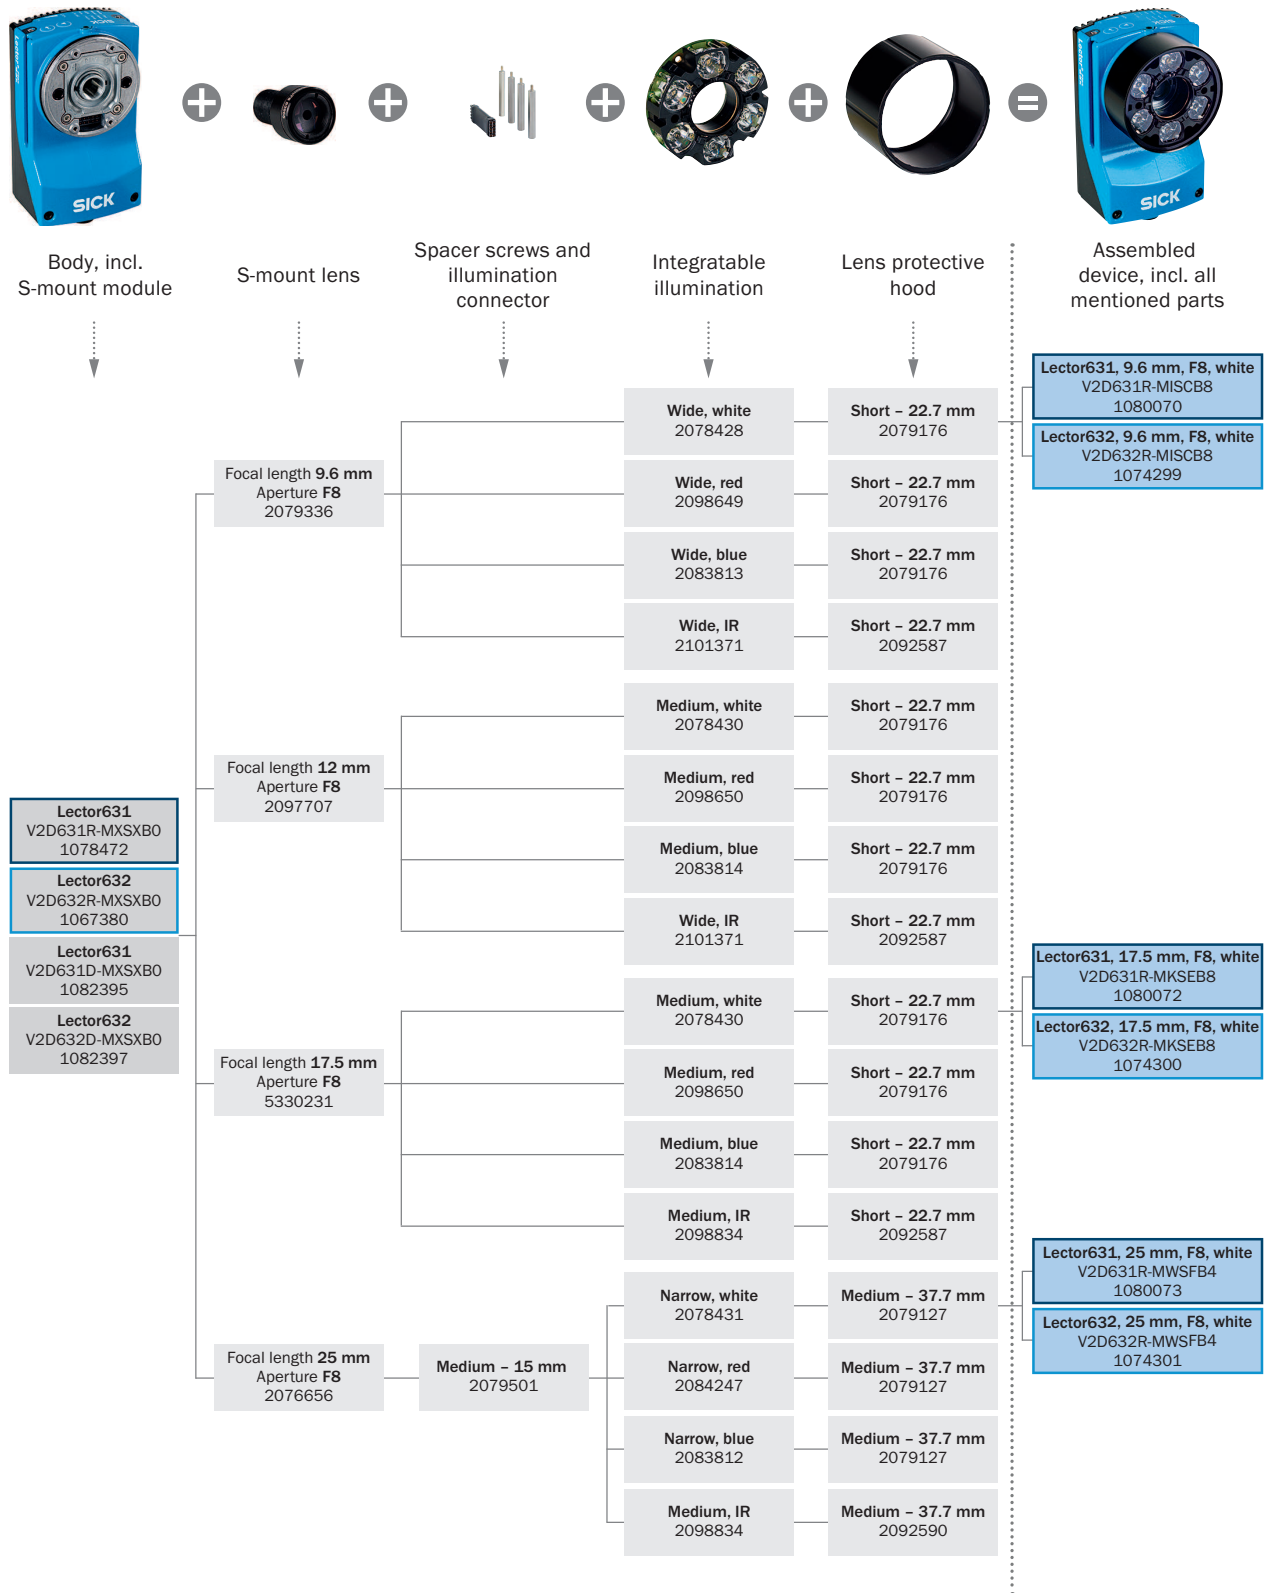 SICK
SICK
Body, incl.
S-mount module
S-mount lens
Spacer screws and
illumination
connector
Integratable
illumination
Lens protective
hood
Assembled
device, incl. all
mentioned parts
Lector631
V2D631R-MXSXB0
1078472
Lector632
V2D632R-MXSXB0
1067380
Lector631
V2D631D-MXSXB0
1082395
Lector632
V2D632D-MXSXB0
1082397
Focal length 9.6 mm
Aperture F8
2079336
Wide, white
2078428
Short – 22.7 mm
2079176
Wide, red
2098649
Short – 22.7 mm
2079176
Wide, blue
2083813
Short – 22.7 mm
2079176
Wide, IR
2101371
Short – 22.7 mm
2092587
Lector631, 9.6 mm, F8, white
V2D631R-MISCB8
1080070
Lector632, 9.6 mm, F8, white
V2D632R-MISCB8
1074299
Focal length 12 mm
Aperture F8
2097707
Medium, white
2078430
Short – 22.7 mm
2079176
Medium, red
2098650
Short – 22.7 mm
2079176
Medium, blue
2083814
Short – 22.7 mm
2079176
Wide, IR
2101371
Short – 22.7 mm
2092587
Focal length 17.5 mm
Aperture F8
5330231
Medium, white
2078430
Short – 22.7 mm
2079176
Medium, red
2098650
Short – 22.7 mm
2079176
Medium, blue
2083814
Short – 22.7 mm
2079176
Medium, IR
2098834
Short – 22.7 mm
2092587
Lector631, 17.5 mm, F8, white
V2D631R-MKSEB8
1080072
Lector632, 17.5 mm, F8, white
V2D632R-MKSEB8
1074300
Focal length 25 mm
Aperture F8
2076656
Medium – 15 mm
2079501
Narrow, white
2078431
Medium – 37.7 mm
2079127
Narrow, red
2084247
Medium – 37.7 mm
2079127
Narrow, blue
2083812
Medium – 37.7 mm
2079127
Medium, IR
2098834
Medium – 37.7 mm
2092590
Lector631, 25 mm, F8, white
V2D631R-MWSFB4
1080073
Lector632, 25 mm, F8, white
V2D632R-MWSFB4
1074301